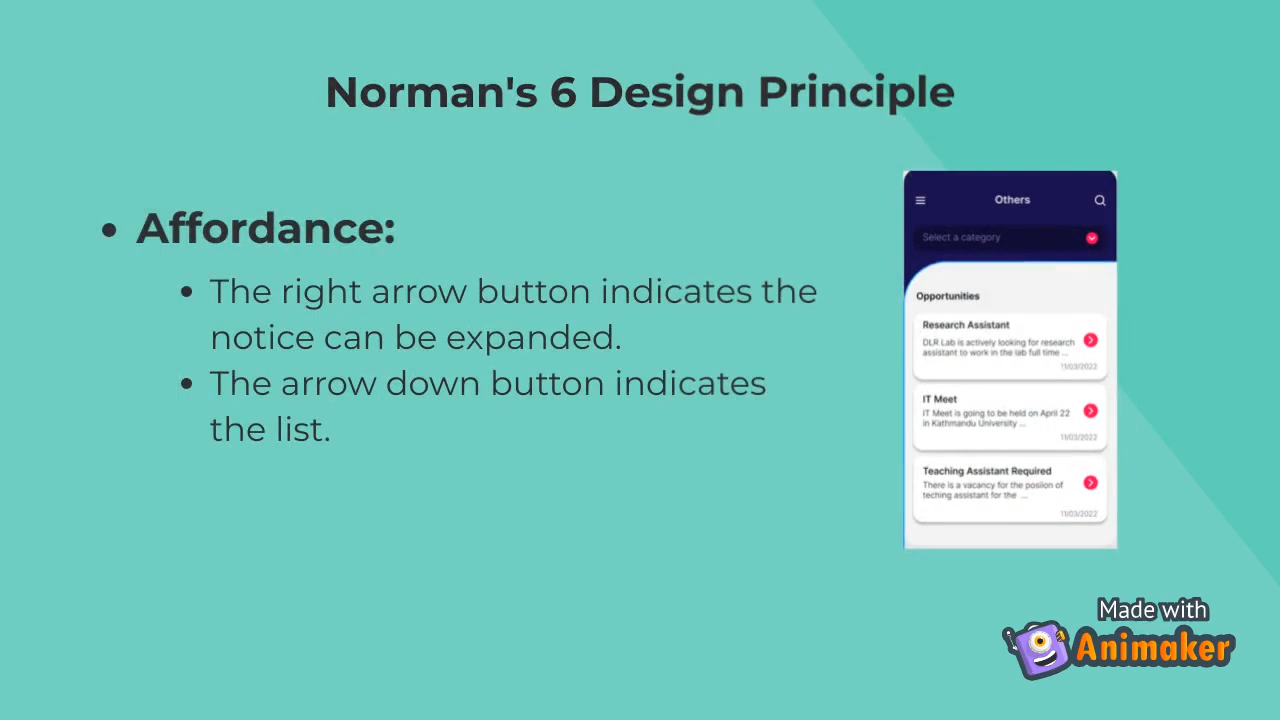 Norman's 6 Design Principle
Affordance:
The right arrow button indicates the
notice can be expanded.
The arrow down button indicates
the list.
Others
Select a category
Opportunities
Research Assistant
DLR Lab is actively looking for research
assistant to work in the lab full time ...
11/03/2022
IT Meet
IT Meet is going to be held on April 22
in Kathmandu University ...
11/03/2022
Teaching Assistant Required
There is a vacancy for the posiion of
teching assistant for the ...
11/03/2022
Made with
Animaker